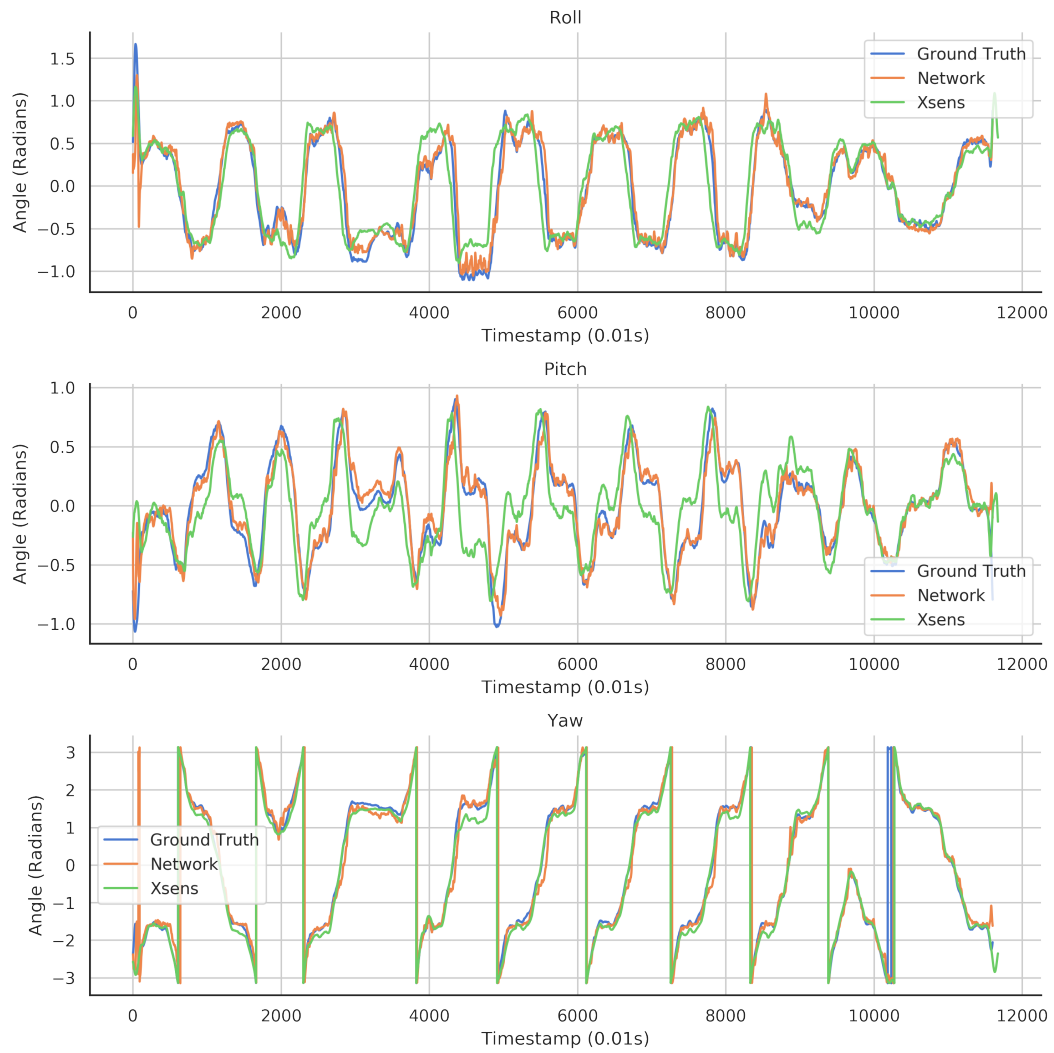 Roll
Angle (Radians)
1.5
1.0
0.5
0.0
−0.5
−1.0
Ground Truth
Network
Xsens
0 2000 4000 6000 8000 10000 12000
Timestamp (0.01s)
Pitch
Angle (Radians)
1.0
0.5
0.0
−0.5
−1.0
Ground Truth
Network
Xsens
0 2000 4000 6000 8000 10000 12000
Timestamp (0.01s)
Yaw
Angle (Radians)
3
2
1
0
−1
−2
−3
Ground Truth
Network
Xsens
0 2000 4000 6000 8000 10000 12000
Timestamp (0.01s)